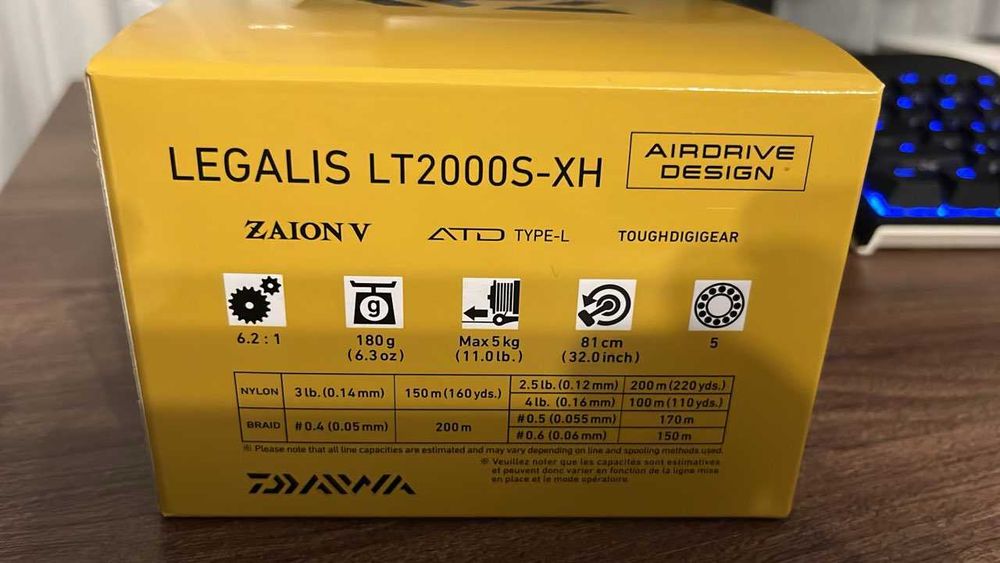 LEGALIS LT2000S-XH
AIRDRIVE
DESIGN
ZAION V
ATD TYPE-L
TOUGHDIGIGEAR
g
6.2 : 1
180 g
(6.3 oz)
Max 5 kg
(11.0 lb.)
81 cm
(32.0 inch)
5
NYLON 3 lb. (0.14 mm) 150 m (160 yds.) 2.5 lb. (0.12 mm) 200 m (220 yds.)
4 lb. (0.16 mm) 100 m (110 yds.)
BRAID #0.4 (0.05 mm) 200 m #0.5 (0.055 mm) 170 m
#0.6 (0.06 mm) 150 m
※ Please note that all line capacities are estimated and may vary depending on line and spooling methods used.
※ Veuillez noter que les capacités sont estimatives
et peuvent donc varier en fonction de la ligne mise
en place et le mode opératoire.
DAIWA